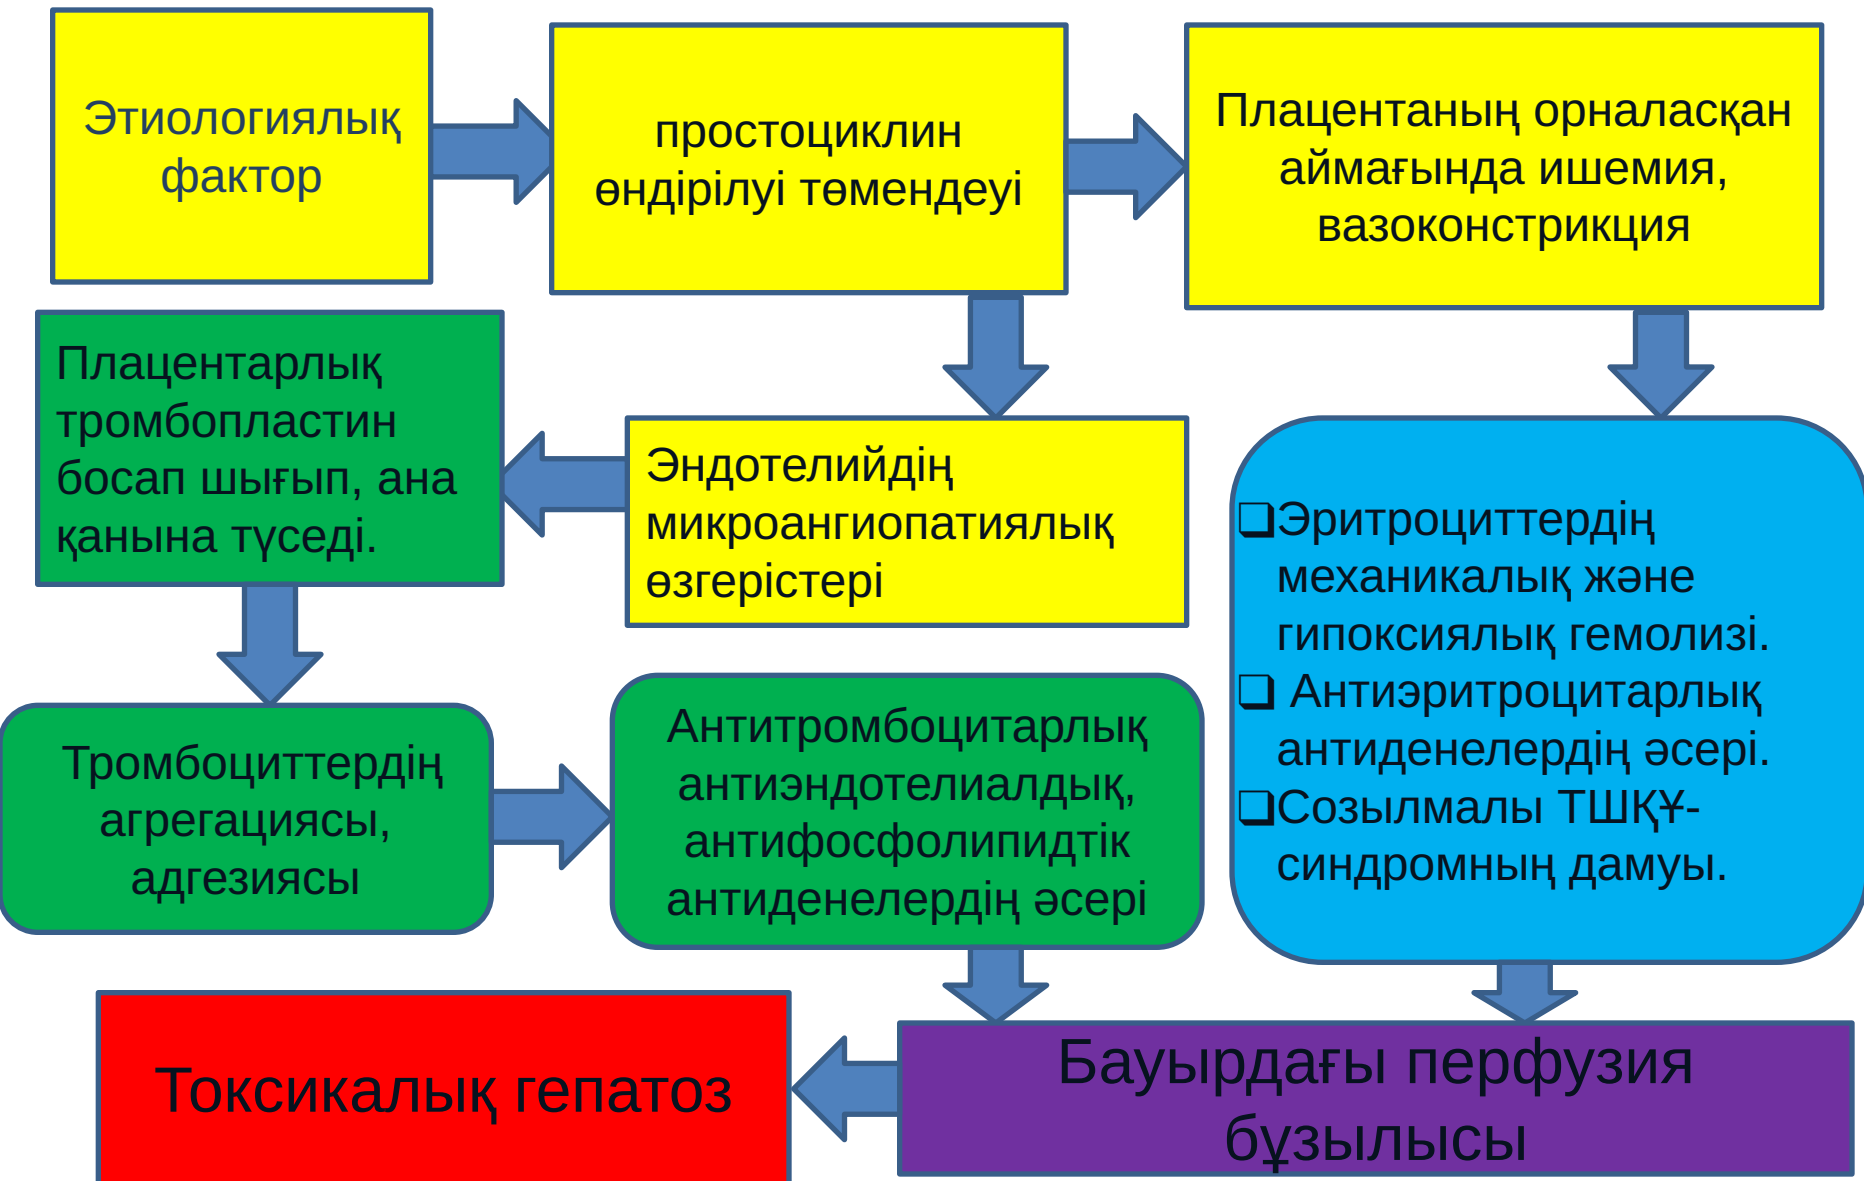 Этиологиялық
фактор
простоциклин
өндірілуі төмендеуі
Плацентаның орналасқан
аймағында ишемия,
вазоконстрикция
Плацентарлық
тромбопластин
босап шығып, ана
қанына түседі.
Эндотелийдің
микроангиопатиялық
өзгерістері
❑Эритроциттердің
механикалық және
гипоксиялық гемолизі.
❑ Антиэритроцитарлық
антиденелердің әсері.
❑Созылмалы ТШҚҰ-
синдромның дамуы.
Тромбоциттердің
агрегациясы,
адгезиясы
Антитромбоцитарлық
антиэндотелиалдық,
антифосфолипидтік
антиденелердің әсері
Токсикалық гепатоз
Бауырдағы перфузия
бұзылысы